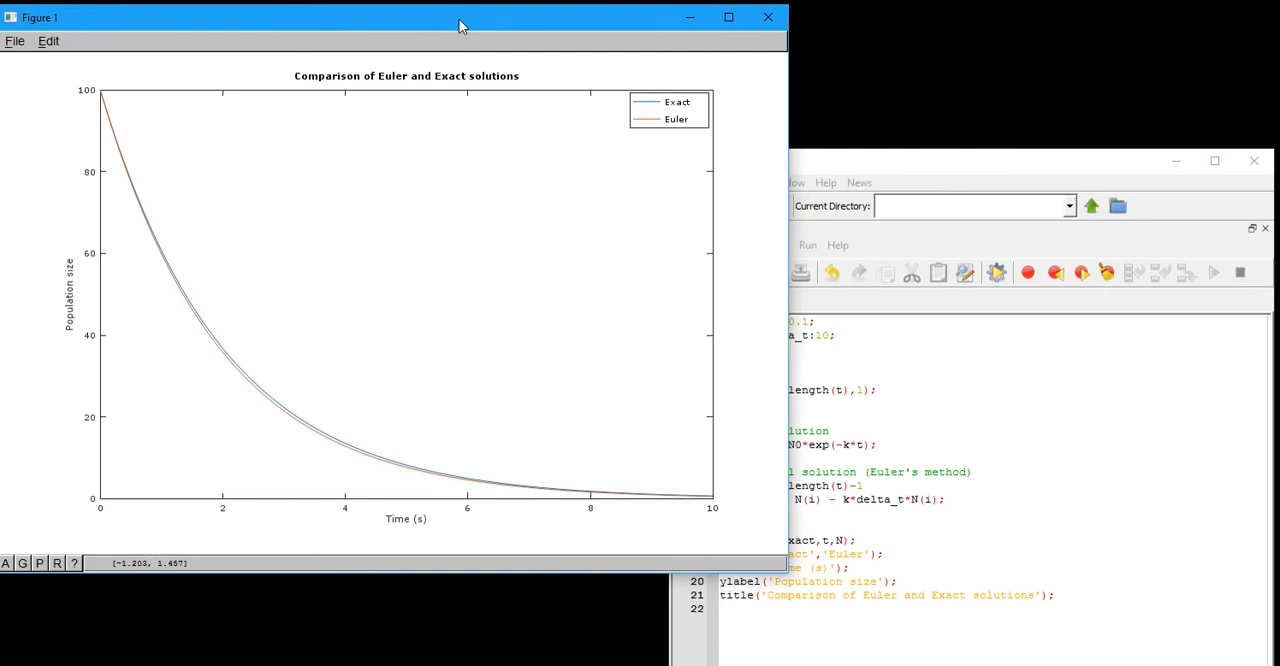 Figure 1
File Edit
Comparison of Euler and Exact solutions
100
80
60
40
20
0
Population size
Exact
Euler
0 2 4 6 8 10
Time (s)
A G P R ? [-1.203, 1.457]
Help News
Current Directory:
Run Help
0.1;
a_t:10;
length(t),1);
lution
N0*exp(-k*t);
l solution (Euler's method)
length(t)-1
N(i) - k*delta_t*N(i);
xact,t,N);
act','Euler');
me (s)');
20 ylabel('Population size');
21 title('Comparison of Euler and Exact solutions');
22